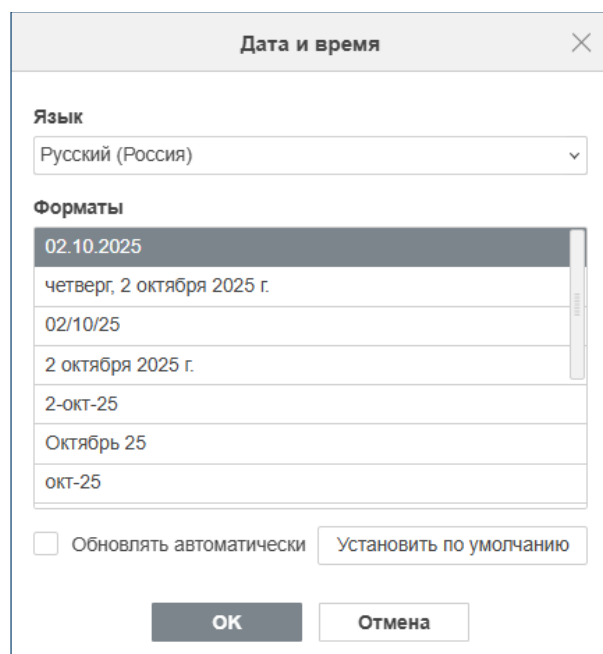 Дата и время
Язык
Русский (Россия)
Форматы
02.10.2025
четверг, 2 октября 2025 г.
02/10/25
2 октября 2025 г.
2-окт-25
Октябрь 25
окт-25
Обновлять автоматически Установить по умолчанию
ОК Отмена